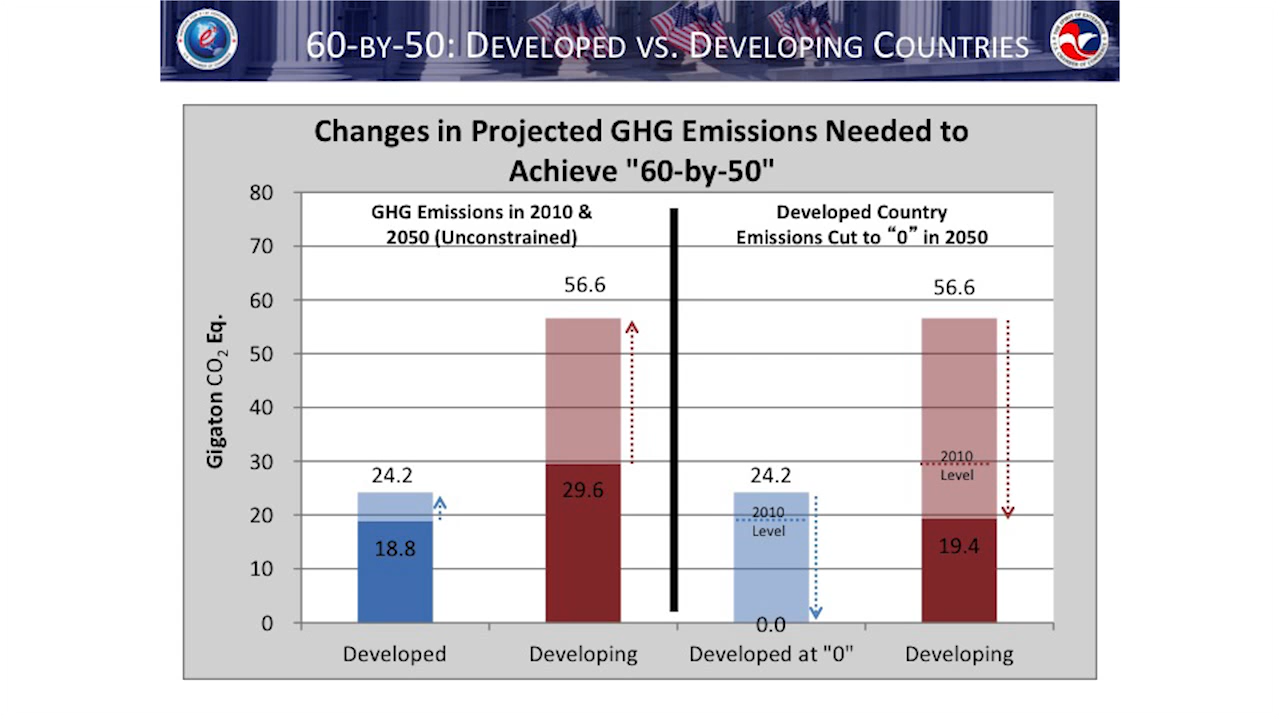 60-BY-50: DEVELOPED VS. DEVELOPING COUNTRIES
Changes in Projected GHG Emissions Needed to
Achieve "60-by-50"
GHG Emissions in 2010 &
2050 (Unconstrained)
Developed Country
Emissions Cut to “0” in 2050
Gigaton CO₂ Eq.
80
70
60
50
40
30
20
10
0
24.2
18.8
56.6
29.6
24.2
2010
Level
0.0
56.6
2010
Level
19.4
Developed
Developing
Developed at "0"
Developing